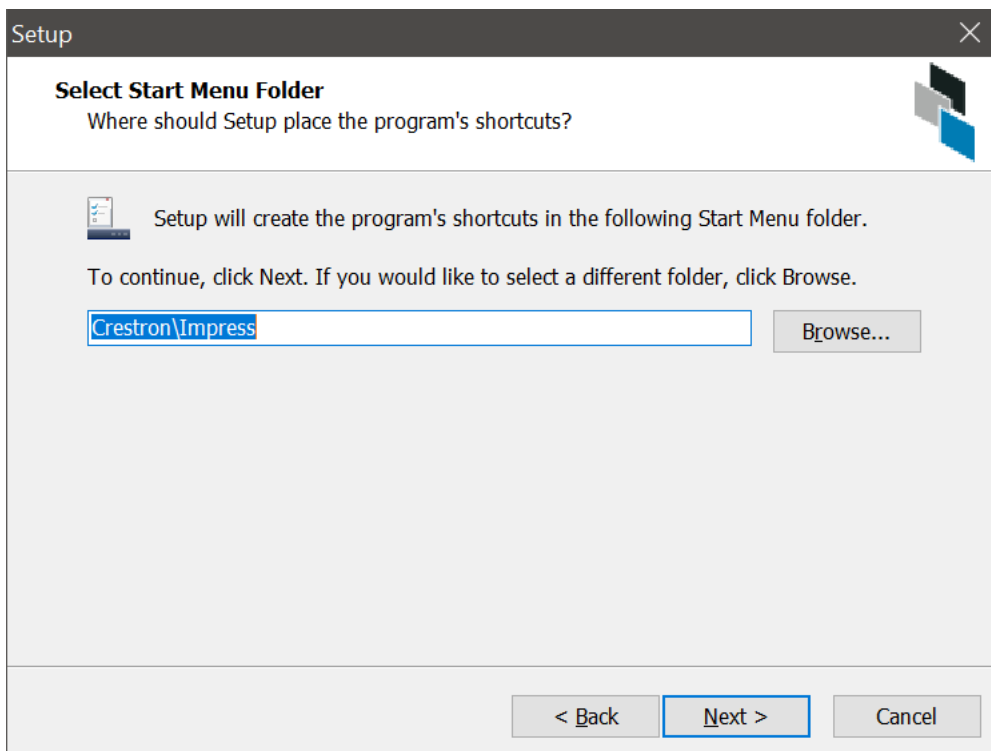 Setup
Select Start Menu Folder
Where should Setup place the program's shortcuts?
Setup will create the program's shortcuts in the following Start Menu folder.
To continue, click Next. If you would like to select a different folder, click Browse.
Crestron\Impress
Browse...
< Back
Next >
Cancel